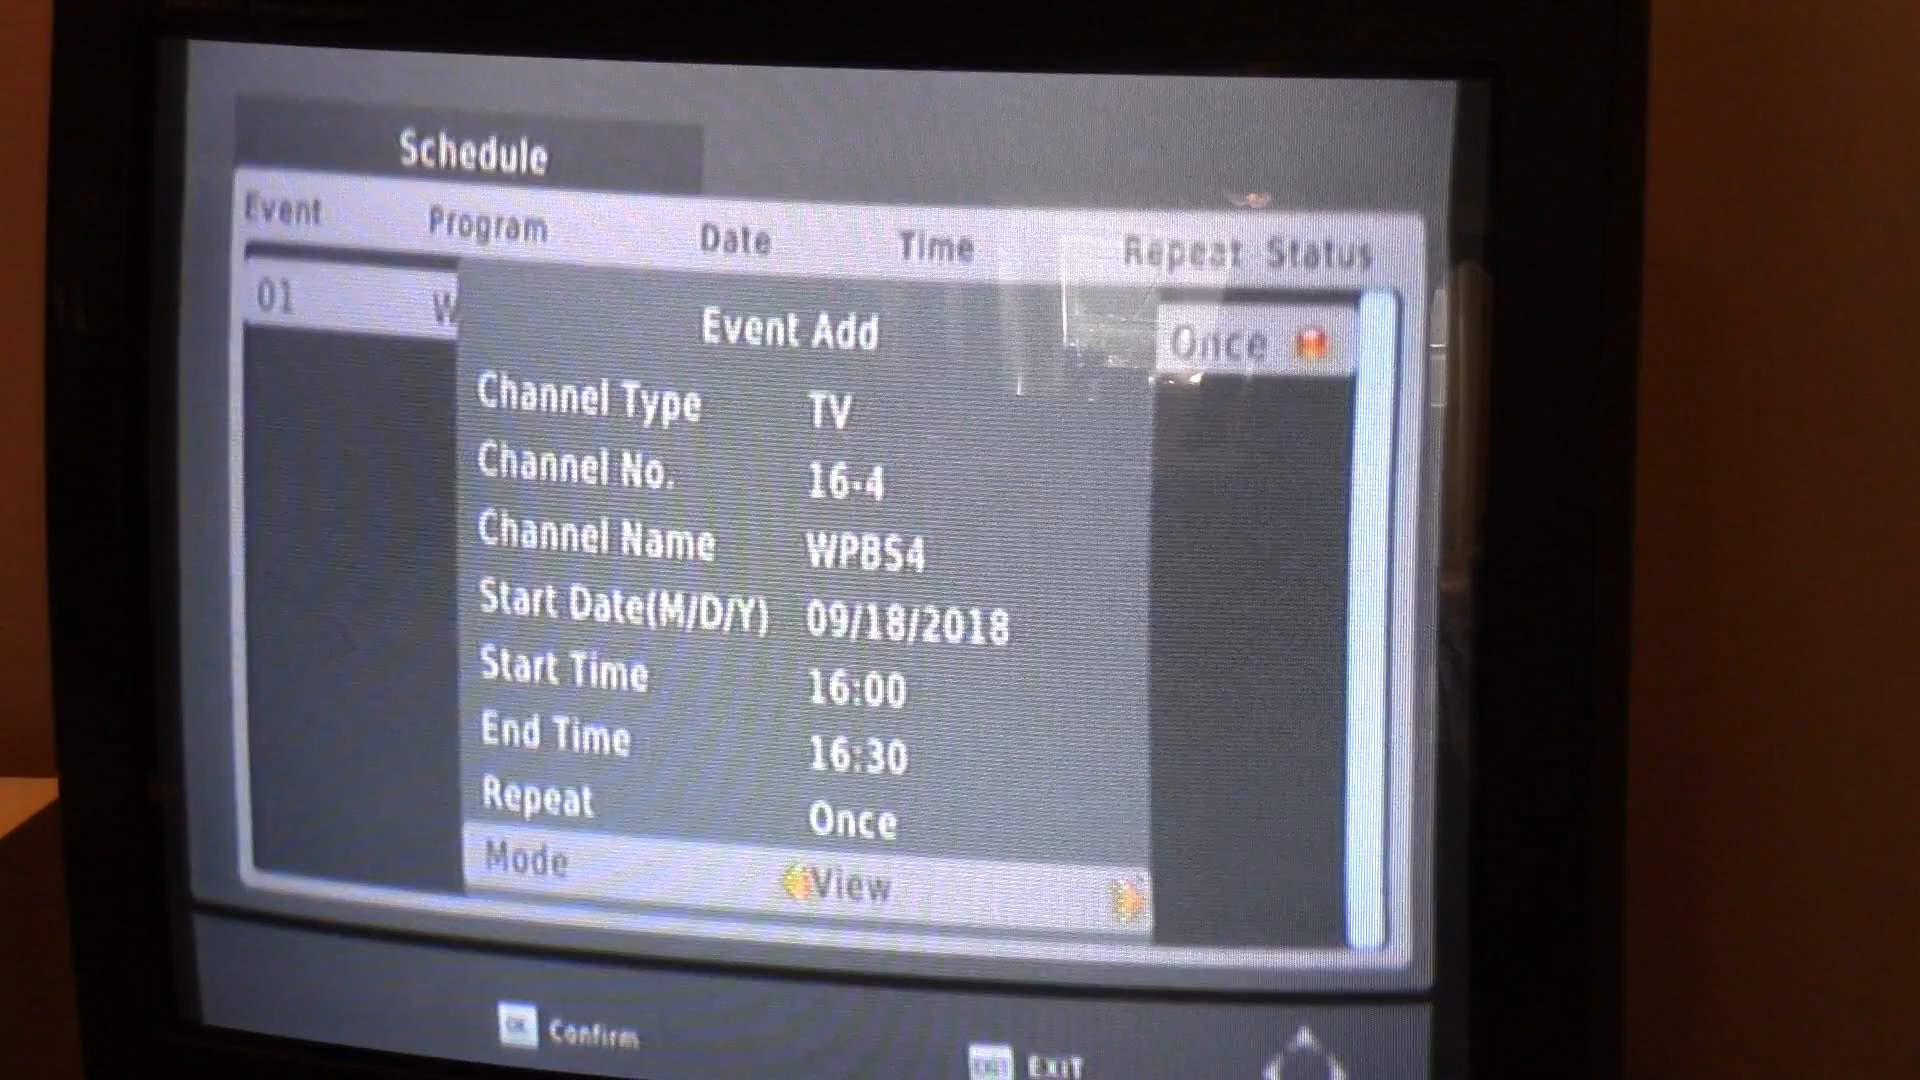 Schedule
Event Program Date Time Repeat Status
01 W Once
Event Add
Channel Type TV
Channel No. 16-4
Channel Name WPBS4
Start Date(M/D/Y) 09/18/2018
Start Time 16:00
End Time 16:30
Repeat Once
Mode View
OK Confirm
EXIT EXIT